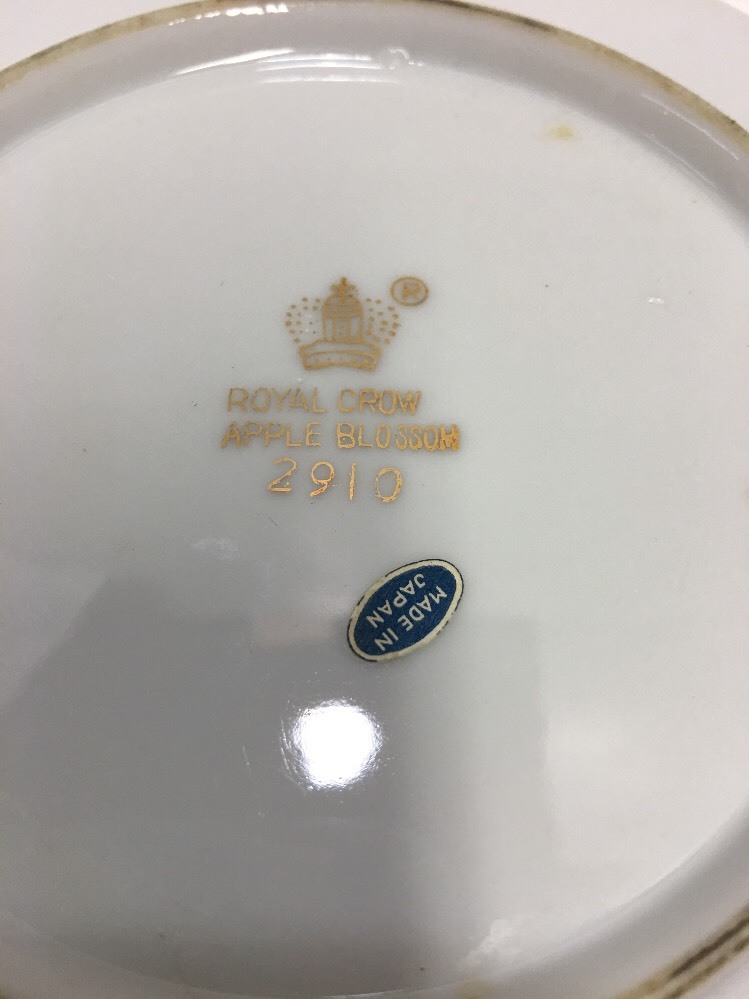 ®
ROYAL CROW
APPLE BLOSSOM
2910
MADE IN
JAPAN